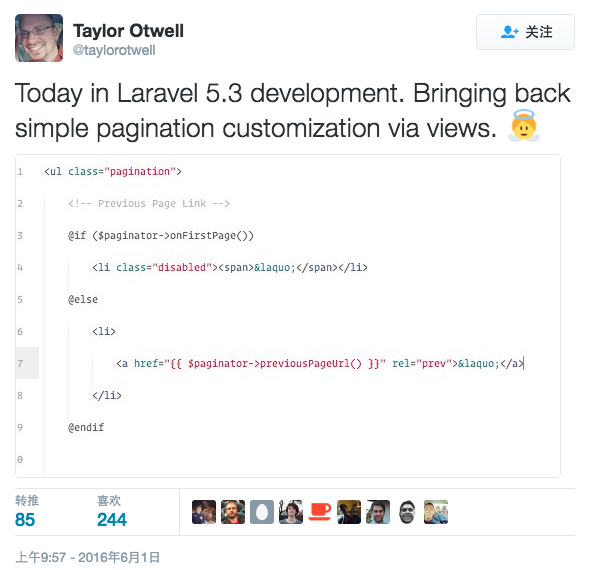 Taylor Otwell
@taylorotwell
关注
Today in Laravel 5.3 development. Bringing back
simple pagination customization via views.
1 <ul class="pagination">
2 <!-- Previous Page Link -->
3 @if ($paginator->onFirstPage())
4 <li class="disabled"><span>&laquo;</span></li>
5 @else
6 <li>
7 <a href="{{ $paginator->previousPageUrl() }}" rel="prev">&laquo;</a>
8 </li>
9 @endif
0
转推 喜欢
85 244
上午9:57 - 2016年6月1日